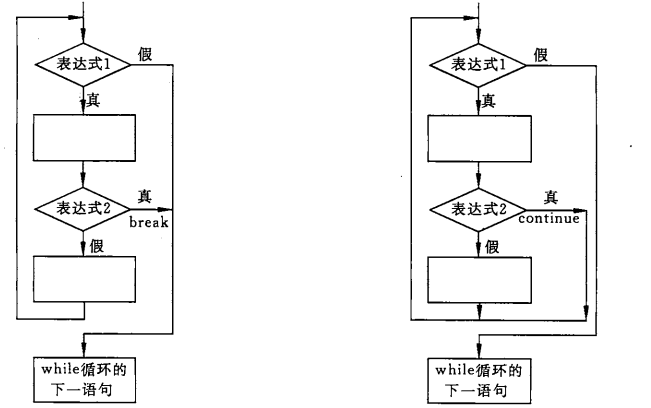 表达式1
假
真
表达式2
真
break
假
while循环的
下一语句
表达式1
假
真
表达式2
真
continue
假
while循环的
下一语句